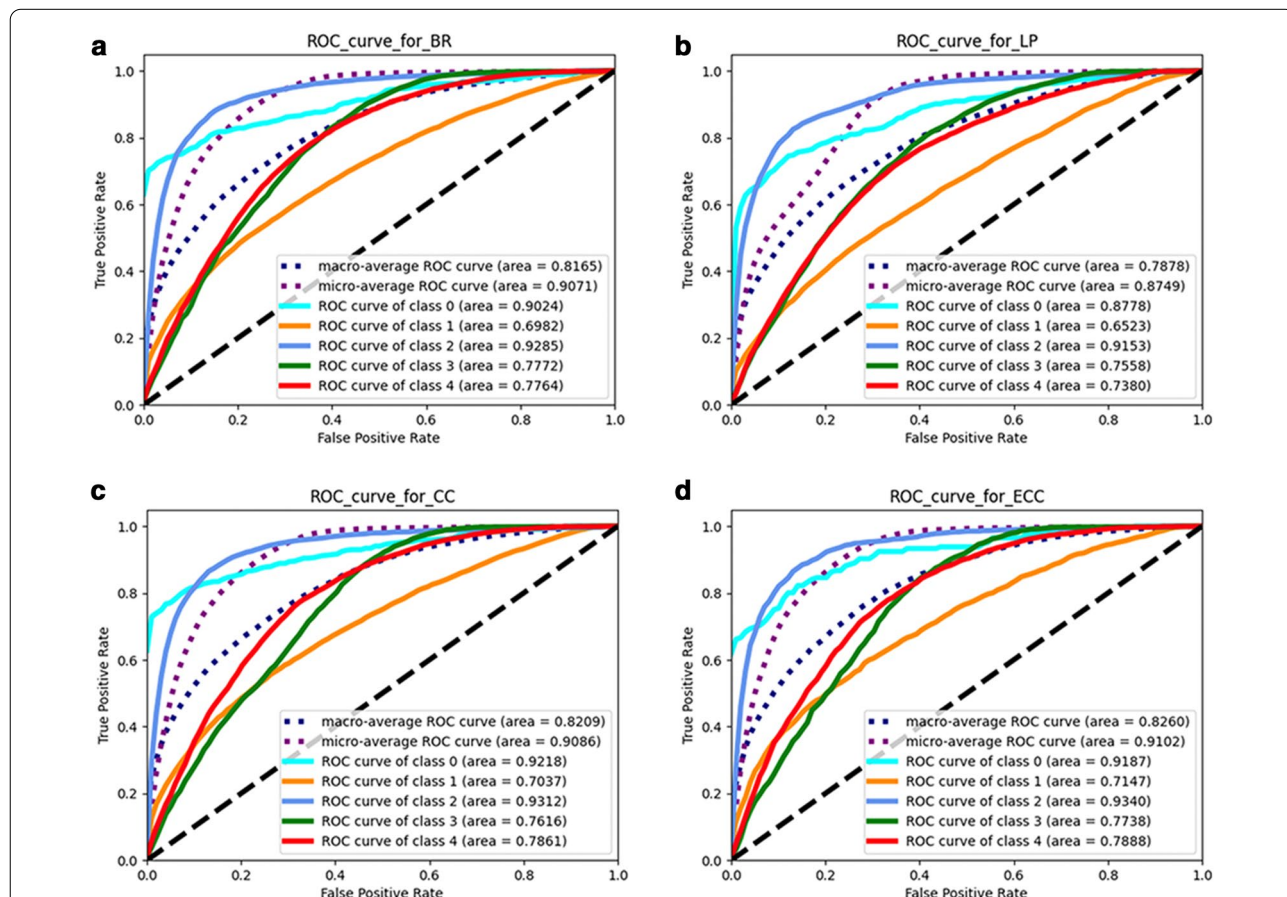 a
ROC_curve_for_BR
1.0
0.8
0.6
0.4
0.2
0.0
True Positive Rate
macro-average ROC curve (area = 0.8165)
micro-average ROC curve (area = 0.9071)
ROC curve of class 0 (area = 0.9024)
ROC curve of class 1 (area = 0.6982)
ROC curve of class 2 (area = 0.9285)
ROC curve of class 3 (area = 0.7772)
ROC curve of class 4 (area = 0.7764)
0.0 0.2 0.4 0.6 0.8 1.0
False Positive Rate
b
ROC_curve_for_LP
1.0
0.8
0.6
0.4
0.2
0.0
True Positive Rate
macro-average ROC curve (area = 0.7878)
micro-average ROC curve (area = 0.8749)
ROC curve of class 0 (area = 0.8778)
ROC curve of class 1 (area = 0.6523)
ROC curve of class 2 (area = 0.9153)
ROC curve of class 3 (area = 0.7558)
ROC curve of class 4 (area = 0.7380)
0.0 0.2 0.4 0.6 0.8 1.0
False Positive Rate
c
ROC_curve_for_CC
1.0
0.8
0.6
0.4
0.2
0.0
True Positive Rate
macro-average ROC curve (area = 0.8209)
micro-average ROC curve (area = 0.9086)
ROC curve of class 0 (area = 0.9218)
ROC curve of class 1 (area = 0.7037)
ROC curve of class 2 (area = 0.9312)
ROC curve of class 3 (area = 0.7616)
ROC curve of class 4 (area = 0.7861)
0.0 0.2 0.4 0.6 0.8 1.0
False Positive Rate
d
ROC_curve_for_ECC
1.0
0.8
0.6
0.4
0.2
0.0
True Positive Rate
macro-average ROC curve (area = 0.8260)
micro-average ROC curve (area = 0.9102)
ROC curve of class 0 (area = 0.9187)
ROC curve of class 1 (area = 0.7147)
ROC curve of class 2 (area = 0.9340)
ROC curve of class 3 (area = 0.7738)
ROC curve of class 4 (area = 0.7888)
0.0 0.2 0.4 0.6 0.8 1.0
False Positive Rate